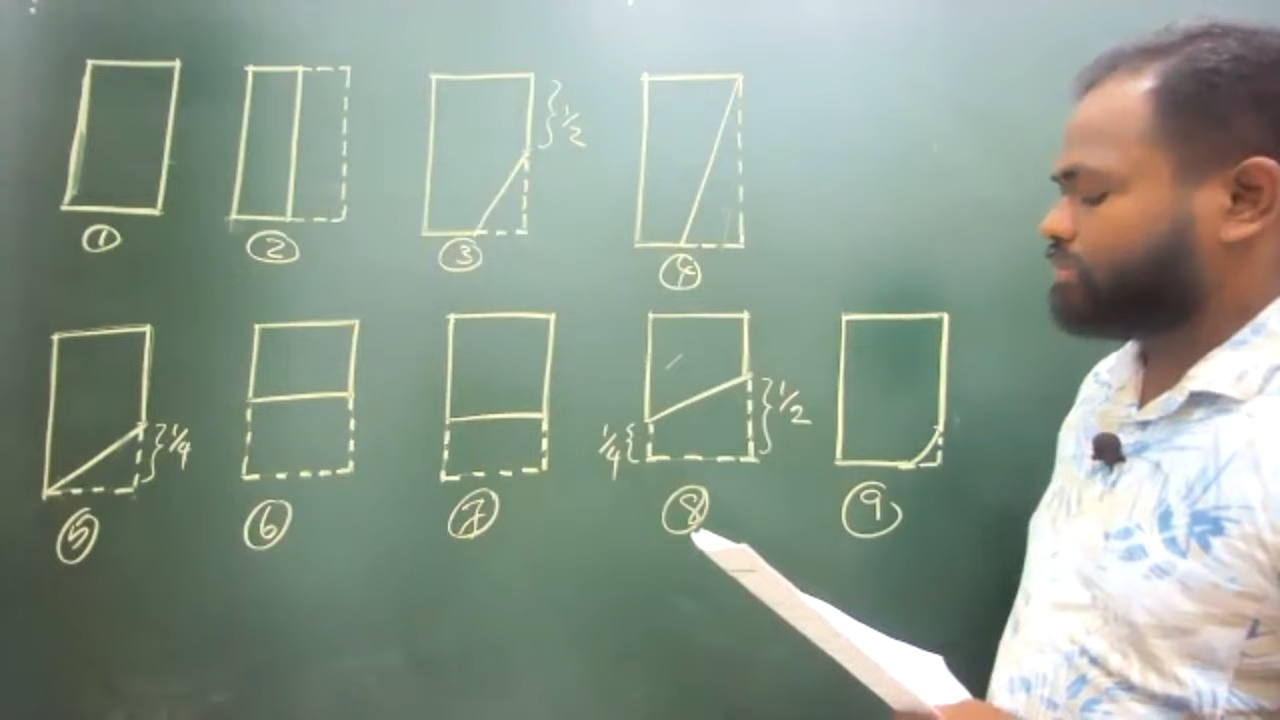 1/2
① ② ③ ④
1/4
1/4 1/2
⑤ ⑥ ⑦ ⑧ ⑨